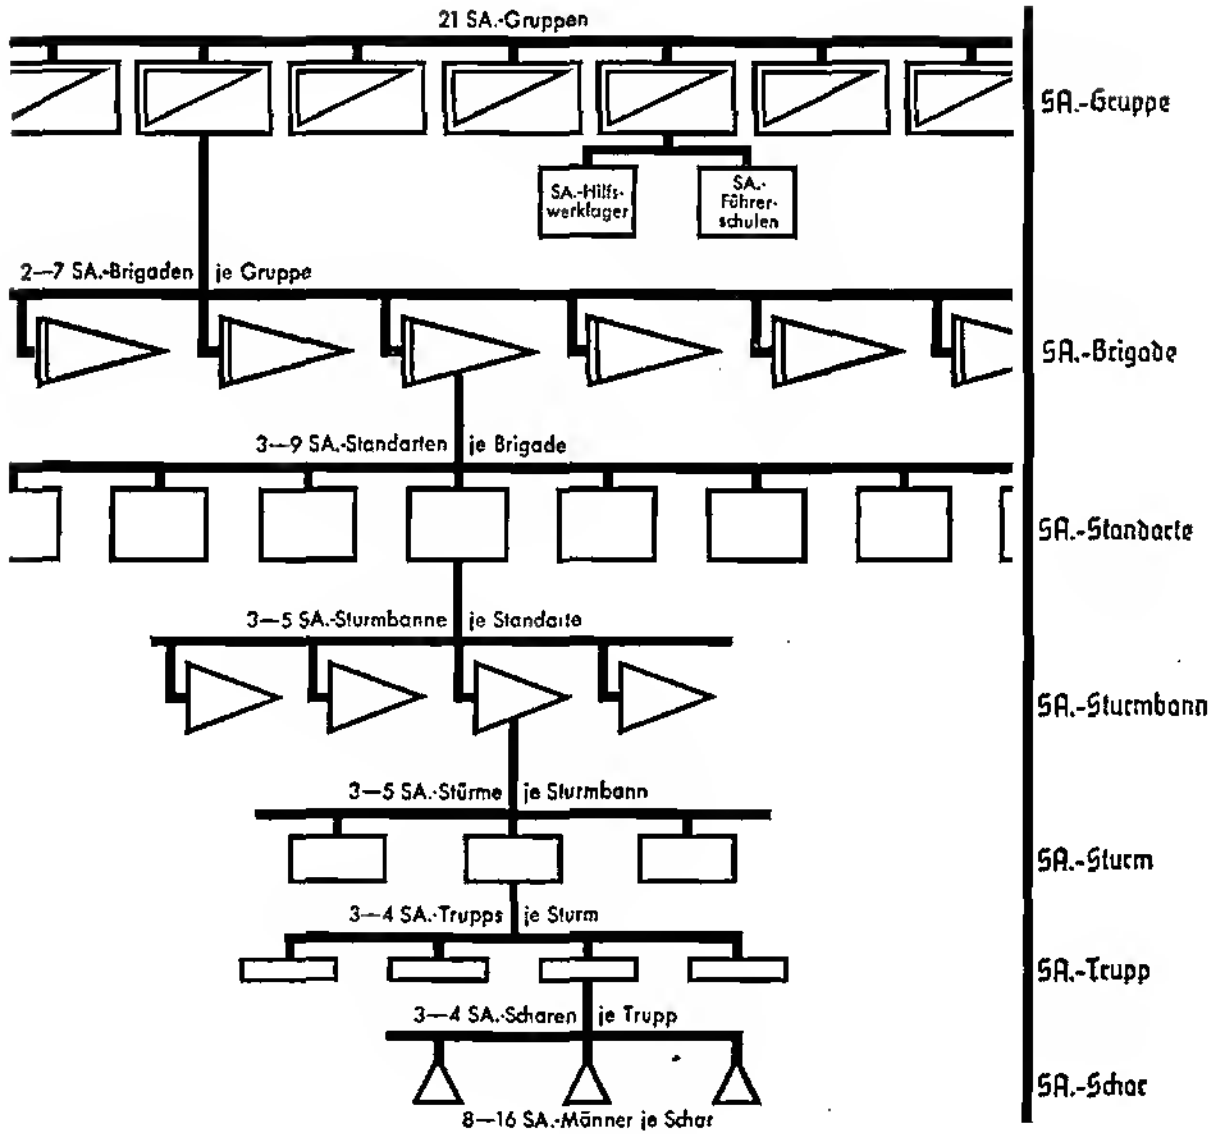 21 SA.-Gruppen
SA.-Gruppe
SA.-Hilfs-
werklager
SA.-
Führer-
schulen
2—7 SA.-Brigaden je Gruppe
SA.-Brigade
3—9 SA.-Standarten je Brigade
SA.-Standarte
3—5 SA.-Sturmbanne je Standarte
SA.-Sturmbann
3—5 SA.-Stürme je Sturmbann
SA.-Sturm
3—4 SA.-Trupps je Sturm
SA.-Trupp
3—4 SA.-Scharen je Trupp
SA.-Schar
8—16 SA.-Männer je Schar